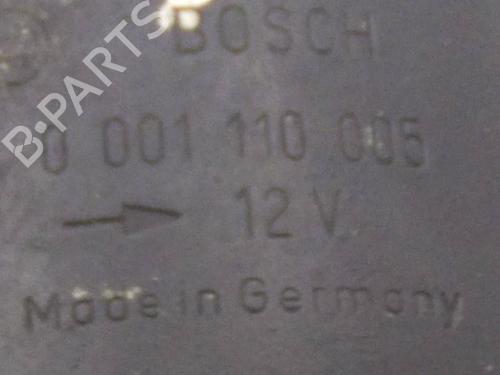 BOSCH
0 001 110 005
12 V
Made in Germany
B-PARTS